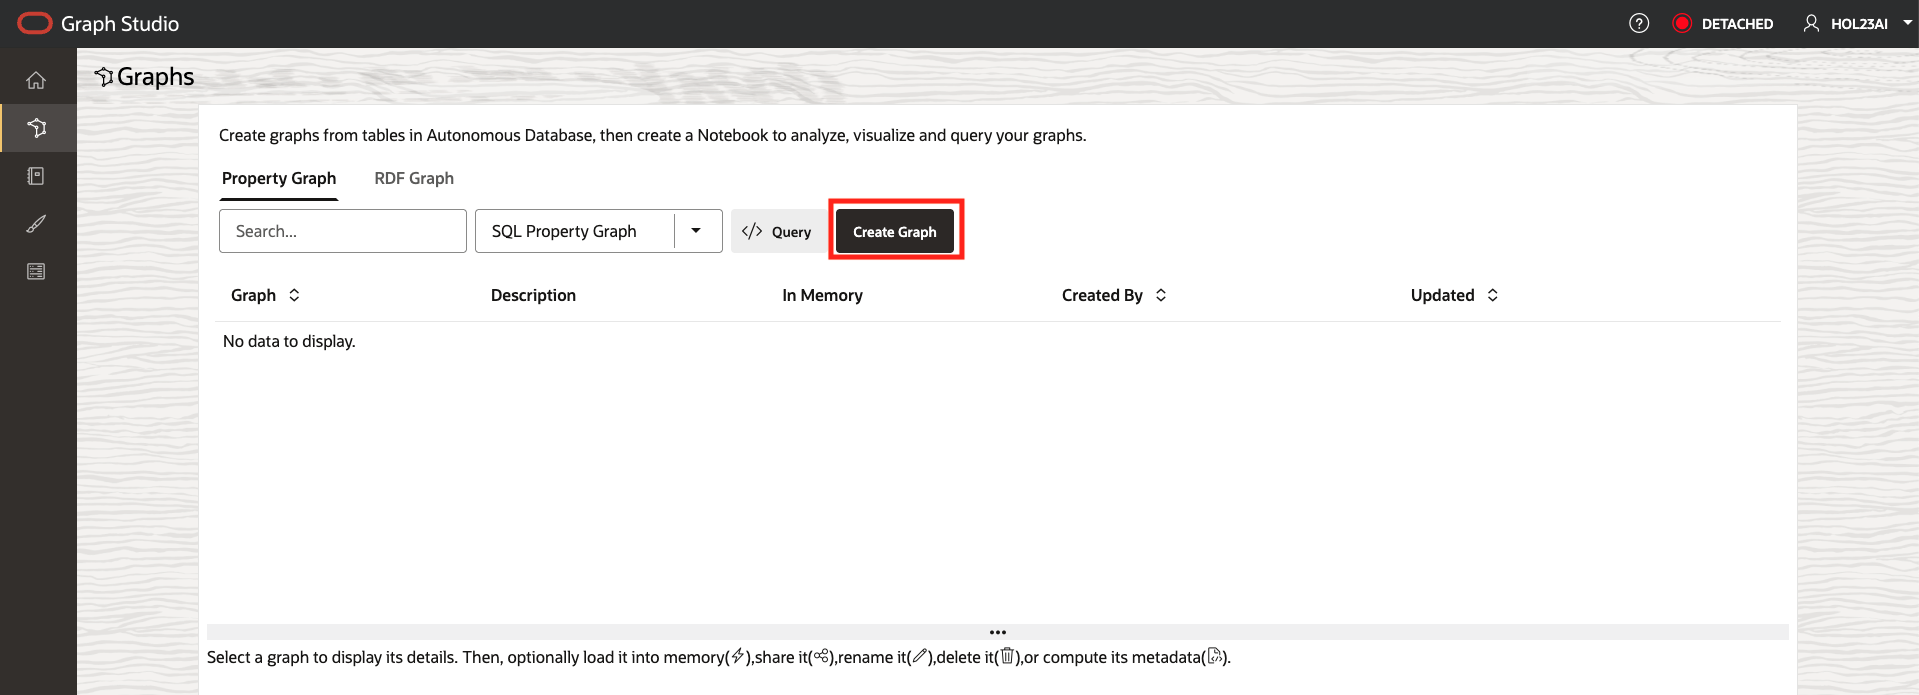 Graph Studio
DETACHED
HOL23AI
Graphs
Create graphs from tables in Autonomous Database, then create a Notebook to analyze, visualize and query your graphs.
Property Graph
RDF Graph
Search...
SQL Property Graph
</> Query
Create Graph
Graph
Description
In Memory
Created By
Updated
No data to display.
Select a graph to display its details. Then, optionally load it into memory(),share it(),rename it(),delete it(),or compute its metadata().